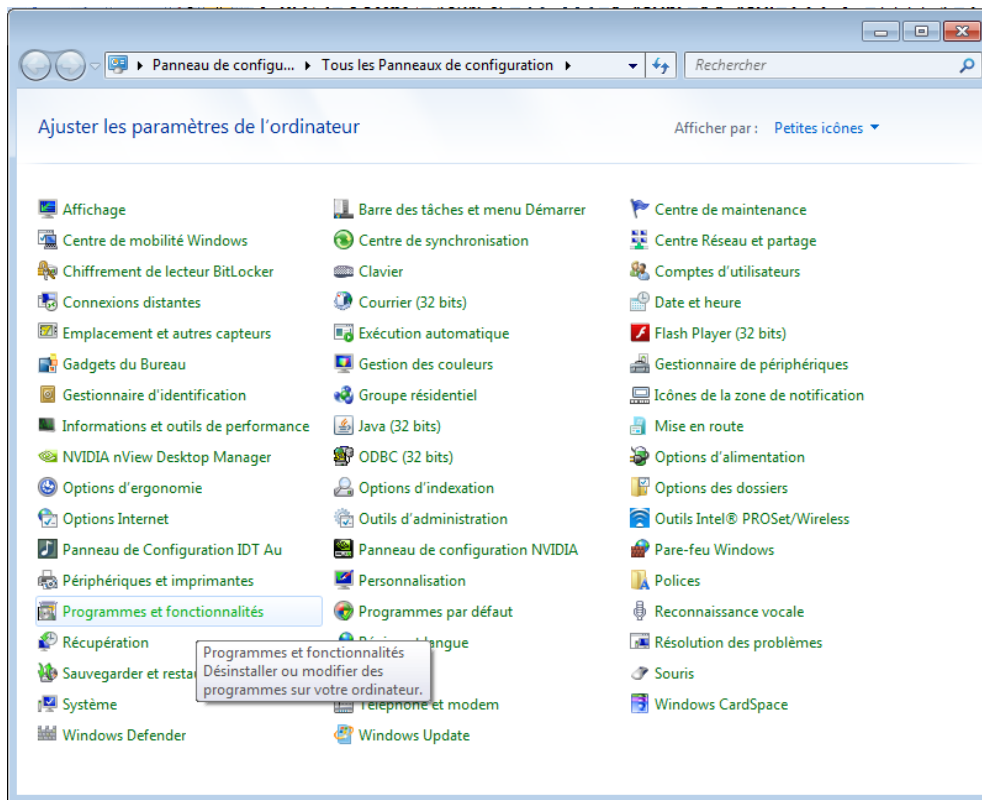 Panneau de configu... Tous les Panneaux de configuration Rechercher
Ajuster les paramètres de l'ordinateur Afficher par : Petites icônes
Affichage Barre des tâches et menu Démarrer Centre de maintenance
Centre de mobilité Windows Centre de synchronisation Centre Réseau et partage
Chiffrement de lecteur BitLocker Clavier Comptes d'utilisateurs
Connexions distantes Courrier (32 bits) Date et heure
Emplacement et autres capteurs Exécution automatique Flash Player (32 bits)
Gadgets du Bureau Gestion des couleurs Gestionnaire de périphériques
Gestionnaire d'identification Groupe résidentiel Icônes de la zone de notification
Informations et outils de performance Java (32 bits) Mise en route
NVIDIA nView Desktop Manager ODBC (32 bits) Options d'alimentation
Options d'ergonomie Options d'indexation Options des dossiers
Options Internet Outils d'administration Outils Intel® PROSet/Wireless
Panneau de Configuration IDT Au Panneau de configuration NVIDIA Pare-feu Windows
Périphériques et imprimantes Personnalisation Polices
Programmes et fonctionnalités Programmes par défaut Reconnaissance vocale
Récupération Résolution des problèmes
Programmes et fonctionnalités
Désinstaller ou modifier des
programmes sur votre ordinateur.
Sauvegarder et Souris
Système Téléphone et modem Windows CardSpace
Windows Defender Windows Update